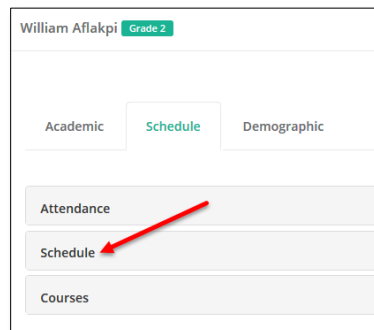 William Aflakpi Grade 2
Academic Schedule Demographic
Attendance
Schedule
Courses